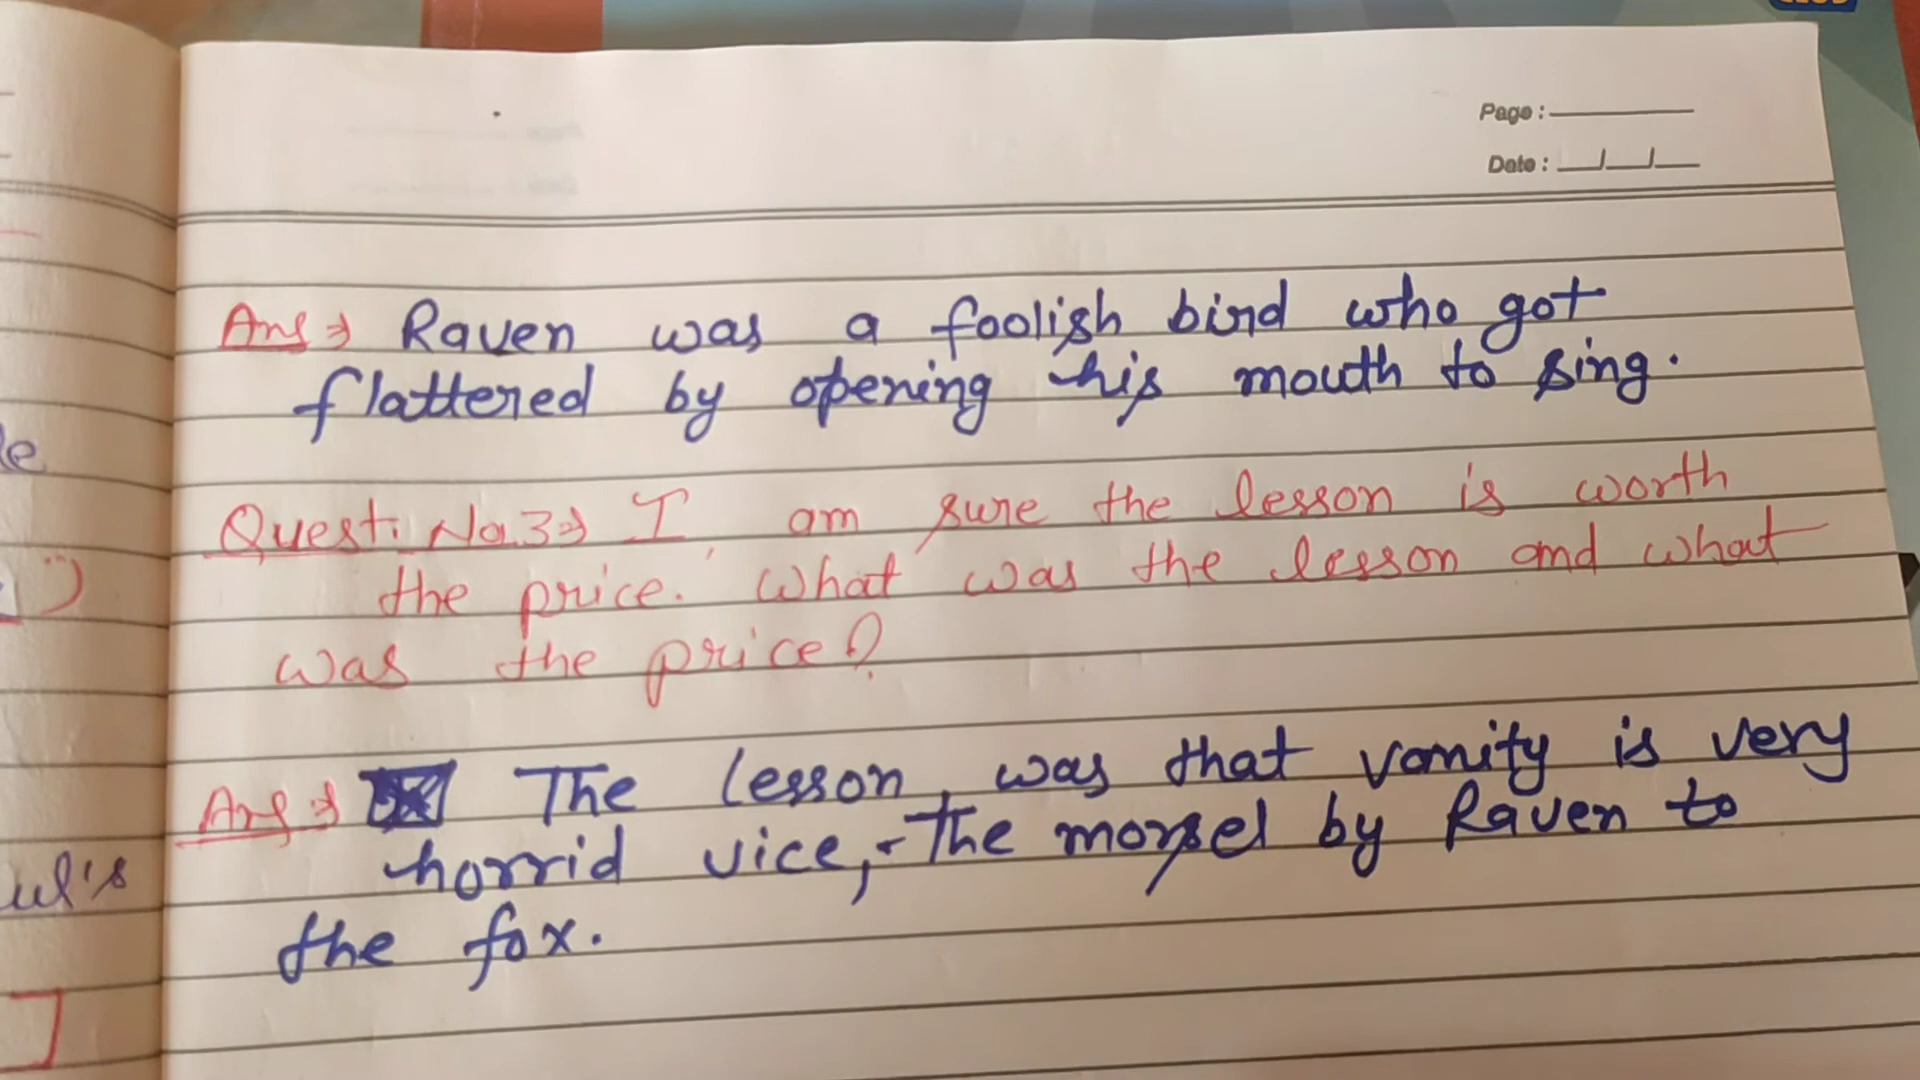 Page :
Date :
Ans ⇒ Raven was a foolish bird who got
flattered by opening his mouth to sing.
Quest. No.3⇒ I am sure the lesson is worth
the price.' What was the lesson and what
was the price?
Ans ⇒ The lesson was that vanity is very
horrid vice, - The morsel by Raven to
the fox.
le
ul's